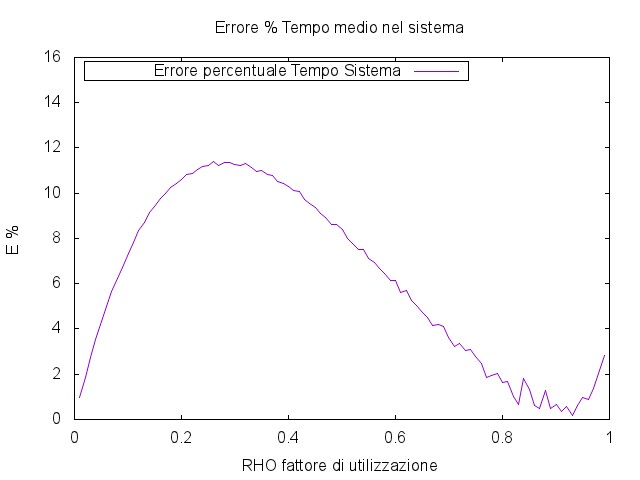 Errore % Tempo medio nel sistema
Errore percentuale Tempo Sistema
E %
16
14
12
10
8
6
4
2
0
0 0.2 0.4 0.6 0.8 1
RHO fattore di utilizzazione